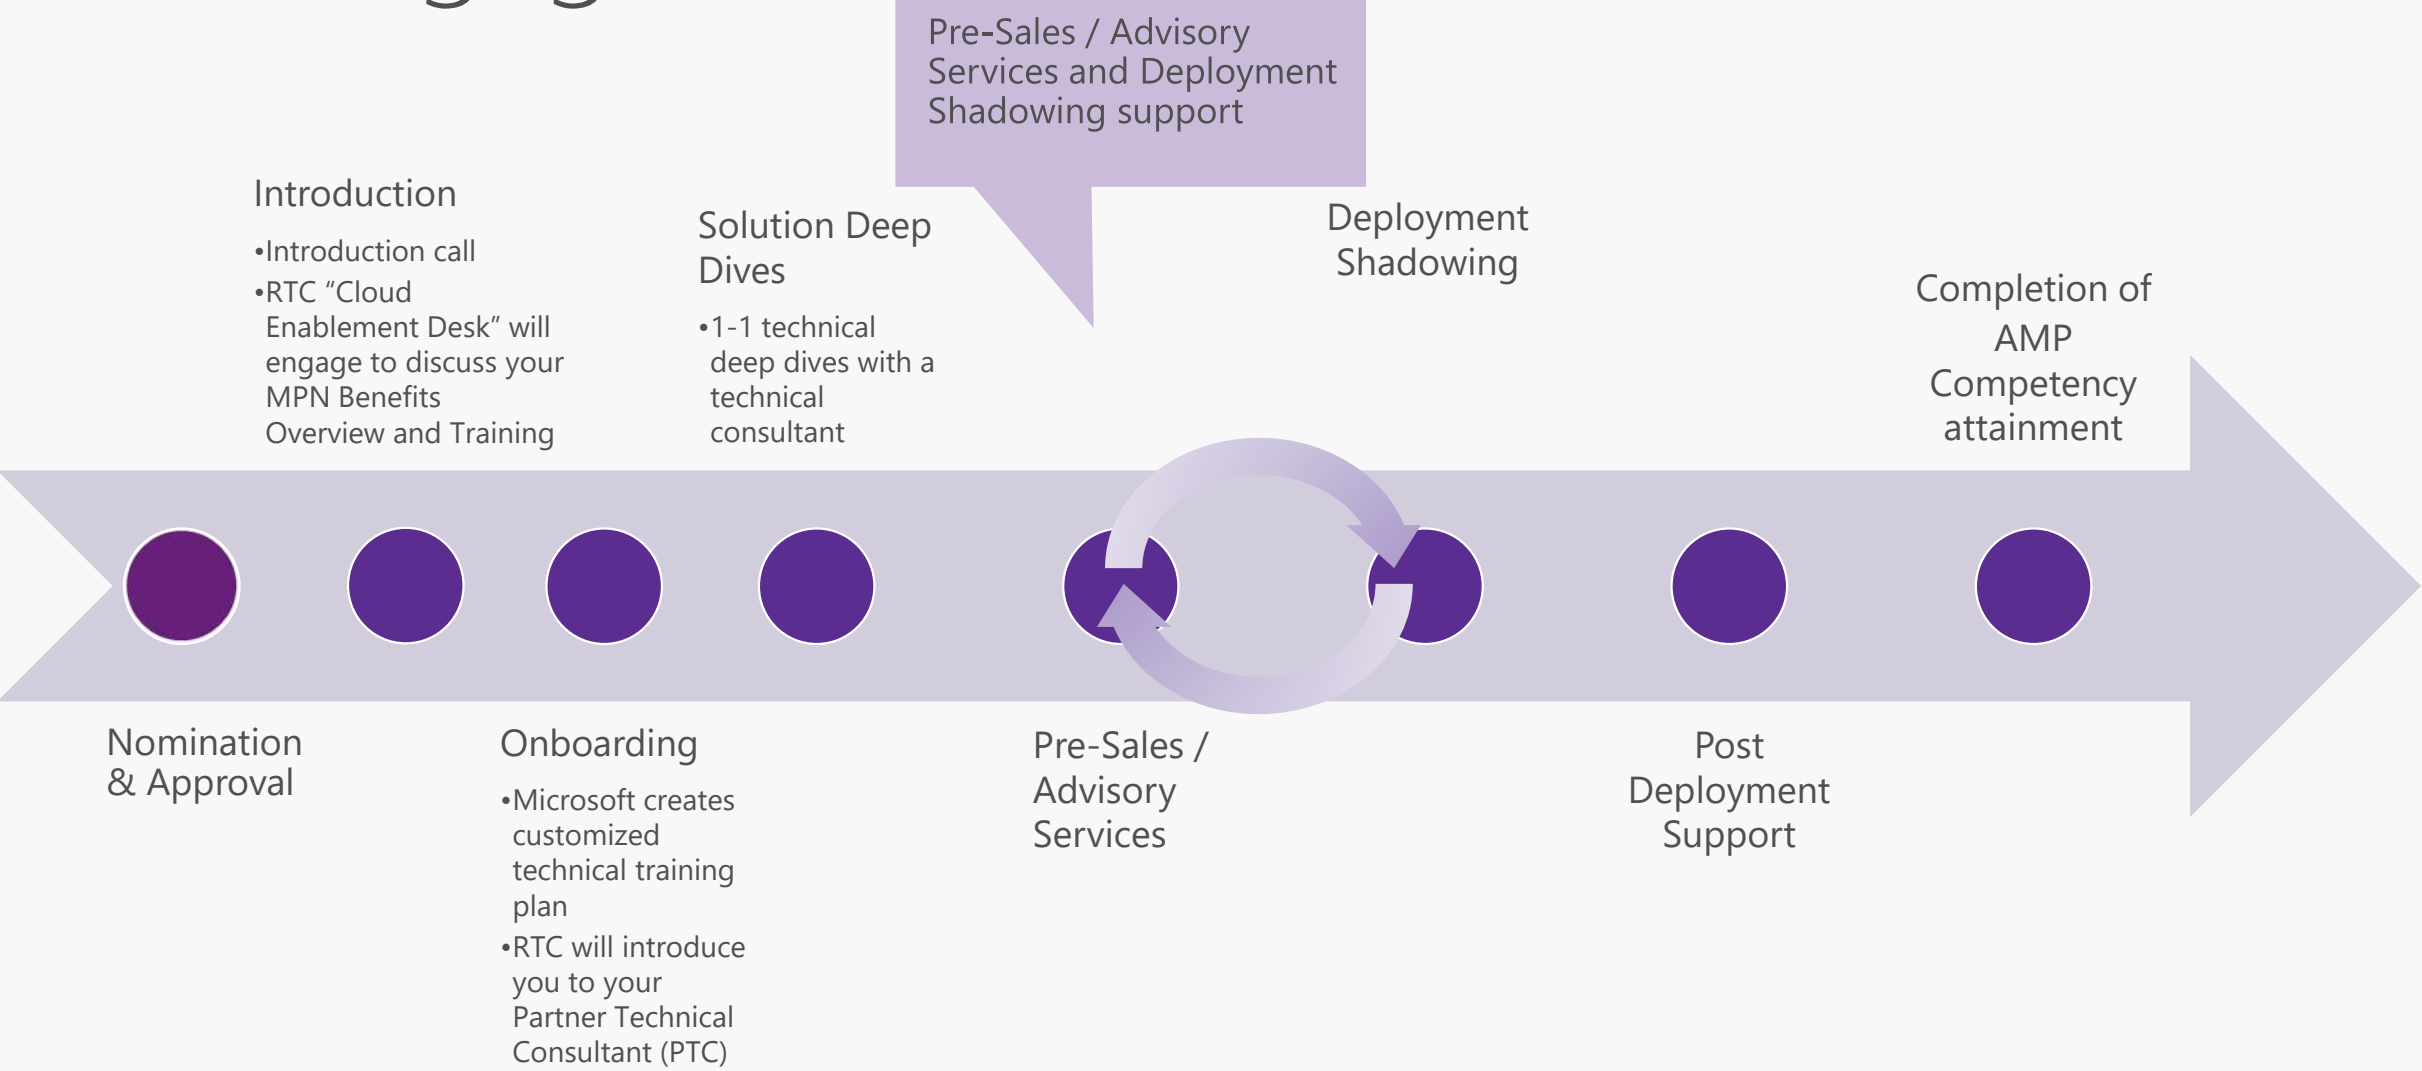 Pre-Sales / Advisory
Services and Deployment
Shadowing support
Introduction
•Introduction call
•RTC “Cloud
Enablement Desk” will
engage to discuss your
MPN Benefits
Overview and Training
Solution Deep
Dives
•1-1 technical
deep dives with a
technical
consultant
Deployment
Shadowing
Completion of
AMP
Competency
attainment
Nomination
& Approval
Onboarding
•Microsoft creates
customized
technical training
plan
•RTC will introduce
you to your
Partner Technical
Consultant (PTC)
Pre-Sales /
Advisory
Services
Post
Deployment
Support